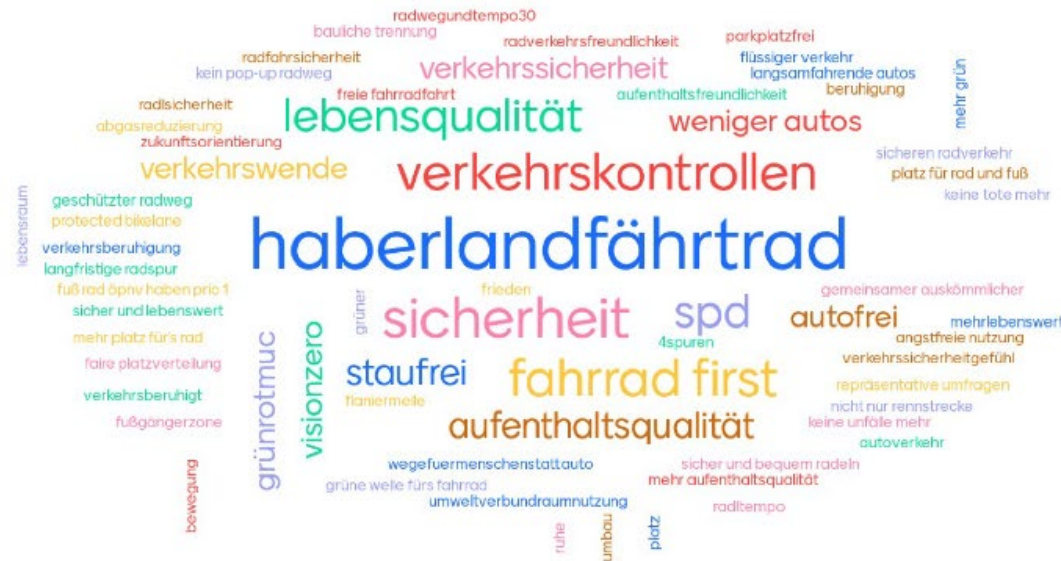 radwegundtempo30
bauliche trennung
radverkehrsfreundlichkeit
parkplatzfrei
radfahrsicherheit
verkehrssicherheit
flüssiger verkehr
kein pop-up radweg
langsamfahrende autos
mehr grün
freie fahrradfahrt
aufenthaltsfreundlichkeit
beruhigung
radlsicherheit
lebensqualität
weniger autos
abgasreduzierung
zukunftsorientierung
verkehrswende
verkehrskontrollen
sicheren radverkehr
platz für rad und fuß
keine tote mehr
lebensraum
geschützter radweg
protected bikelane
haberlandfährtrad
verkehrsberuhigung
langfristige radspur
fuß rad öpnv haben prio 1
frieden
gemeinsamer auskömmlicher
sicher und lebenswert
grüner
sicherheit
spd
autofrei
mehrlebenswert
mehr platz für's rad
4spuren
angstfreie nutzung
faire platzverteilung
verkehrssicherheitgefühl
grünrotmuc
visionzero
staufrei
fahrrad first
repräsentative umfragen
verkehrsberuhigt
flaniermeile
nicht nur rennstrecke
fußgängerzone
aufenthaltsqualität
keine unfälle mehr
autoverkehr
wegefuermenschenstattauto
sicher und bequem radeln
bewegung
grüne welle fürs fahrrad
mehr aufenthaltsqualität
umweltverbundraumnutzung
radltempo
ruhe
umbau
platz